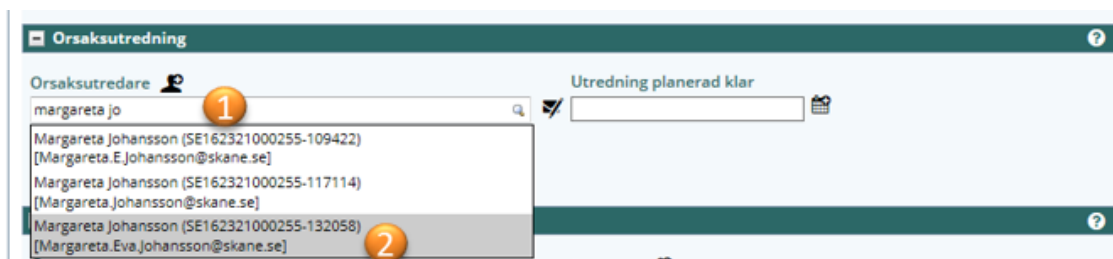 Orsaksutredning
Orsaksutredare
Utredning planerad klar
margareta jo
1
Margareta Johansson (SE162321000255-109422)
[Margareta.E.Johansson@skane.se]
Margareta Johansson (SE162321000255-117114)
[Margareta.Johansson@skane.se]
Margareta Johansson (SE162321000255-132058)
[Margareta.Eva.Johansson@skane.se]
2